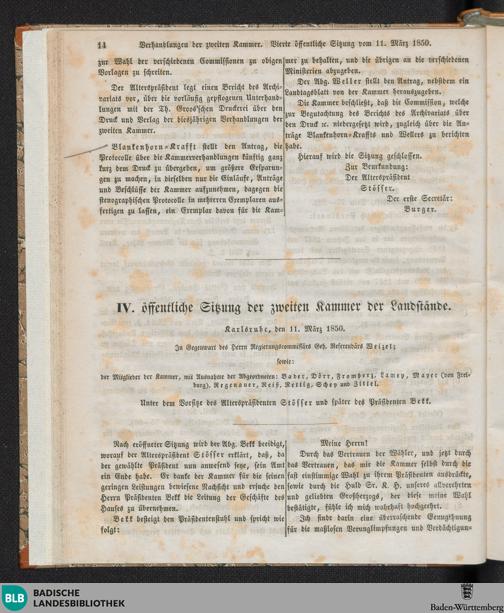 14 Verhandlungen der zweiten Kammer. Vierte öffentliche Sitzung vom 11. März 1850.
zur Wahl der verschiedenen Commissionen zu obigen
Vorlagen zu schreiten.
Der Alterspräsident legt einen Bericht des Archi-
variats vor, über die vorläufig gepflogenen Unterhand-
lungen mit der Th. Groos'schen Druckerei über den
Druck und Verlag der diesjährigen Verhandlungen der
zweiten Kammer.
Blankenhorn-Krafft stellt den Antrag, die
Protocolle über die Kammerverhandlungen künftig ganz
kurz dem Druck zu übergeben, um größere Ersparun-
gen zu machen, in dieselben nur die Einläufe, Anträge
und Beschlüsse der Kammer aufzunehmen, dagegen die
stenographischen Protocolle in mehreren Exemplaren aus-
fertigen zu lassen, ein Exemplar davon für die Kam-
mer zu behalten, und die übrigen an die verschiedenen
Ministerien abzugeben.
Der Abg. Weller stellt den Antrag, nebstdem ein
Landtagsblatt von der Kammer herauszugeben.
Die Kammer beschließt, daß die Commission, welche
zur Begutachtung des Berichts des Archivariats über
den Druck ec. niedergesetzt wird, zugleich über die An-
träge Blankenhorn-Kraffts und Wellers zu berichten
habe.
Hierauf wird die Sitzung geschlossen.
Zur Beurkundung:
Der Alterspräsident
Stösser.
Der erste Secretär:
Burger.
IV. öffentliche Sitzung der zweiten Kammer der Landstände.
Karlsruhe, den 11. März 1850.
In Gegenwart des Herrn Regierungscommissärs Geh. Referendärs Weizel;
sowie:
der Mitglieder der Kammer, mit Ausnahme der Abgeordneten: Bader, Dörr, Fromherz, Lamey, Mayer (von Frei-
burg), Regenauer, Reiß, Rettig, Schey und Zittel.
Unter dem Vorsitze des Alterspräsidenten Stösser und später des Präsidenten Bekk.
Nach eröffneter Sitzung wird der Abg. Bekk beeidigt,
worauf der Alterspräsident Stösser erklärt, daß, da
der gewählte Präsident nun anwesend seye, sein Amt
ein Ende habe. Er danke der Kammer für die seinen
geringen Leistungen bewiesene Nachsicht und ersuche den
Herrn Präsidenten Bekk die Leitung der Geschäfte des
Hauses zu übernehmen.
Bekk besteigt den Präsidentenstuhl und spricht wie
folgt:
Meine Herren!
Durch das Vertrauen der Wähler, und jetzt durch
das Vertrauen, das mir die Kammer selbst durch die
fast einstimmige Wahl zu ihrem Präsidenten ausdrückte,
sowie durch die Huld Sr. K. H. unseres allverehrten
und geliebten Großherzogs, der diese meine Wahl
bestätigte, fühle ich mich wahrhaft hochgeehrt.
Ich finde darin eine überraschende Genugthuung
für die maßlosen Verunglimpfungen und Verdächtigun-
BLB BADISCHE
LANDESBIBLIOTHEK
Baden-Württemberg